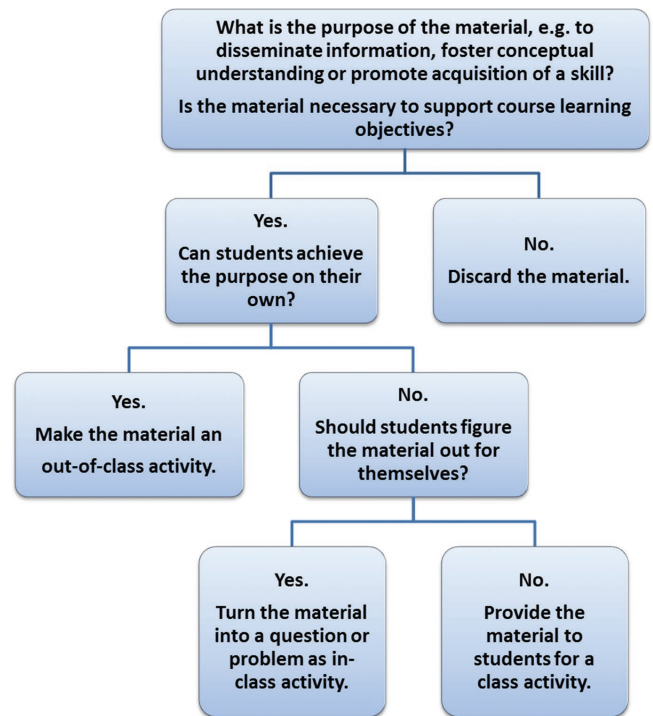 What is the purpose of the material, e.g. to
disseminate information, foster conceptual
understanding or promote acquisition of a skill?
Is the material necessary to support course learning
objectives?
Yes.
Can students achieve
the purpose on their
own?
No.
Discard the material.
Yes.
Make the material an
out-of-class activity.
No.
Should students figure
the material out for
themselves?
Yes.
Turn the material
into a question or
problem as in-
class activity.
No.
Provide the
material to
students for a
class activity.